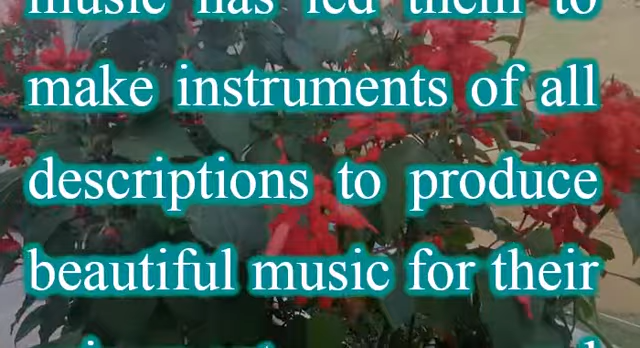 music has led them to
make instruments of all
descriptions to produce
beautiful music for their